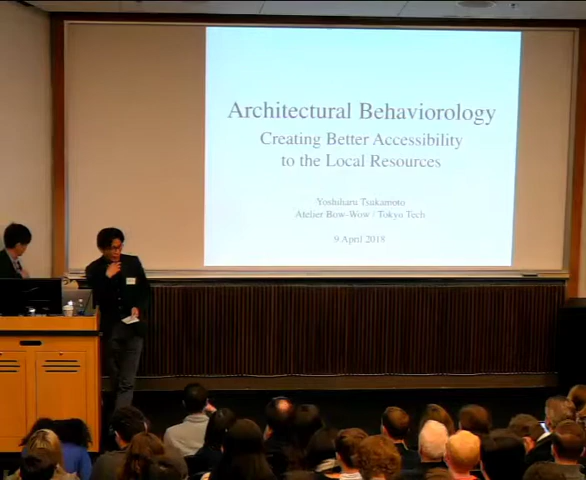 Architectural Behaviorology
Creating Better Accessibility
to the Local Resources
Yoshiharu Tsukamoto
Atelier Bow-Wow / Tokyo Tech
9 April 2018